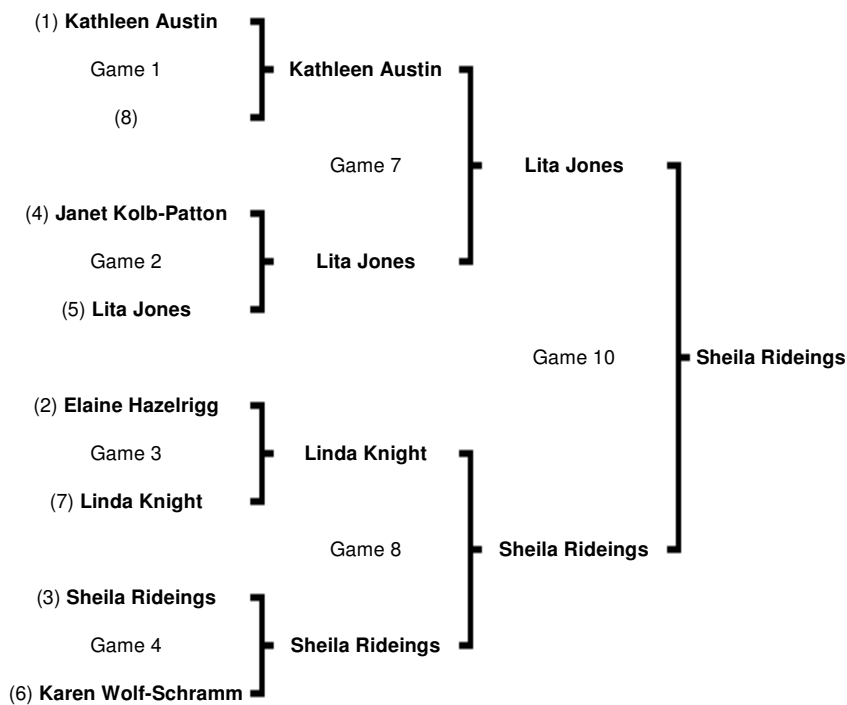 (1) Kathleen Austin
Game 1
Kathleen Austin
(8)
Game 7
Lita Jones
(4) Janet Kolb-Patton
Game 2
Lita Jones
(5) Lita Jones
Game 10
Sheila Rideings
(2) Elaine Hazelrigg
Game 3
Linda Knight
(7) Linda Knight
Game 8
Sheila Rideings
(3) Sheila Rideings
Game 4
Sheila Rideings
(6) Karen Wolf-Schramm